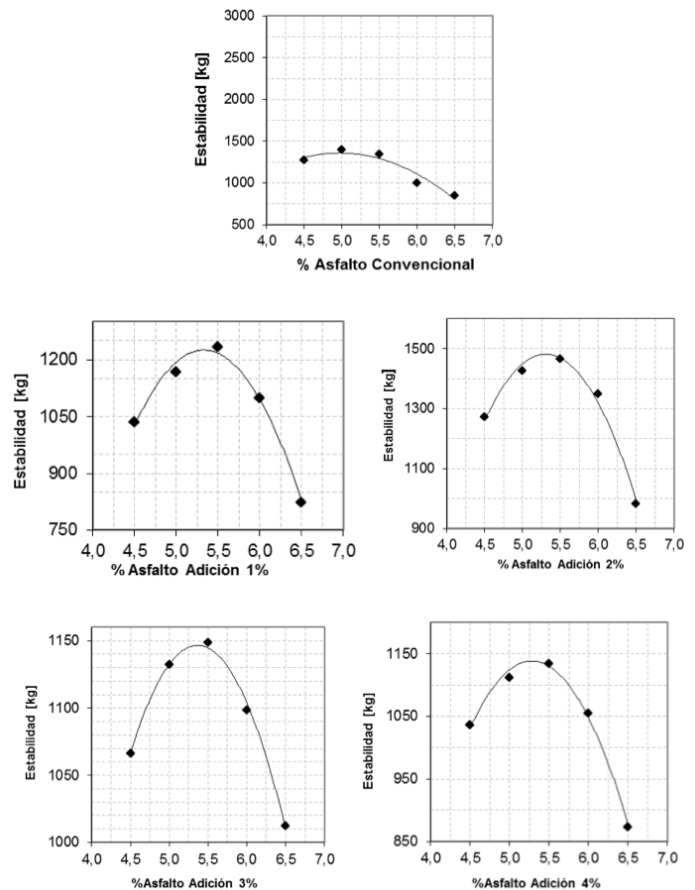 3000
2500
2000
1500
1000
500
Estabilidad [kg]
4,0 4,5 5,0 5,5 6,0 6,5 7,0
% Asfalto Convencional
1200
1050
900
750
Estabilidad [kg]
4,0 4,5 5,0 5,5 6,0 6,5 7,0
% Asfalto Adición 1%
1500
1300
1100
900
Estabilidad [kg]
4,0 4,5 5,0 5,5 6,0 6,5 7,0
% Asfalto Adición 2%
1150
1100
1050
1000
Estabilidad [kg]
4,0 4,5 5,0 5,5 6,0 6,5 7,0
%Asfalto Adición 3%
1150
1050
950
850
Estabilidad [kg]
4,0 4,5 5,0 5,5 6,0 6,5 7,0
%Asfalto Adición 4%